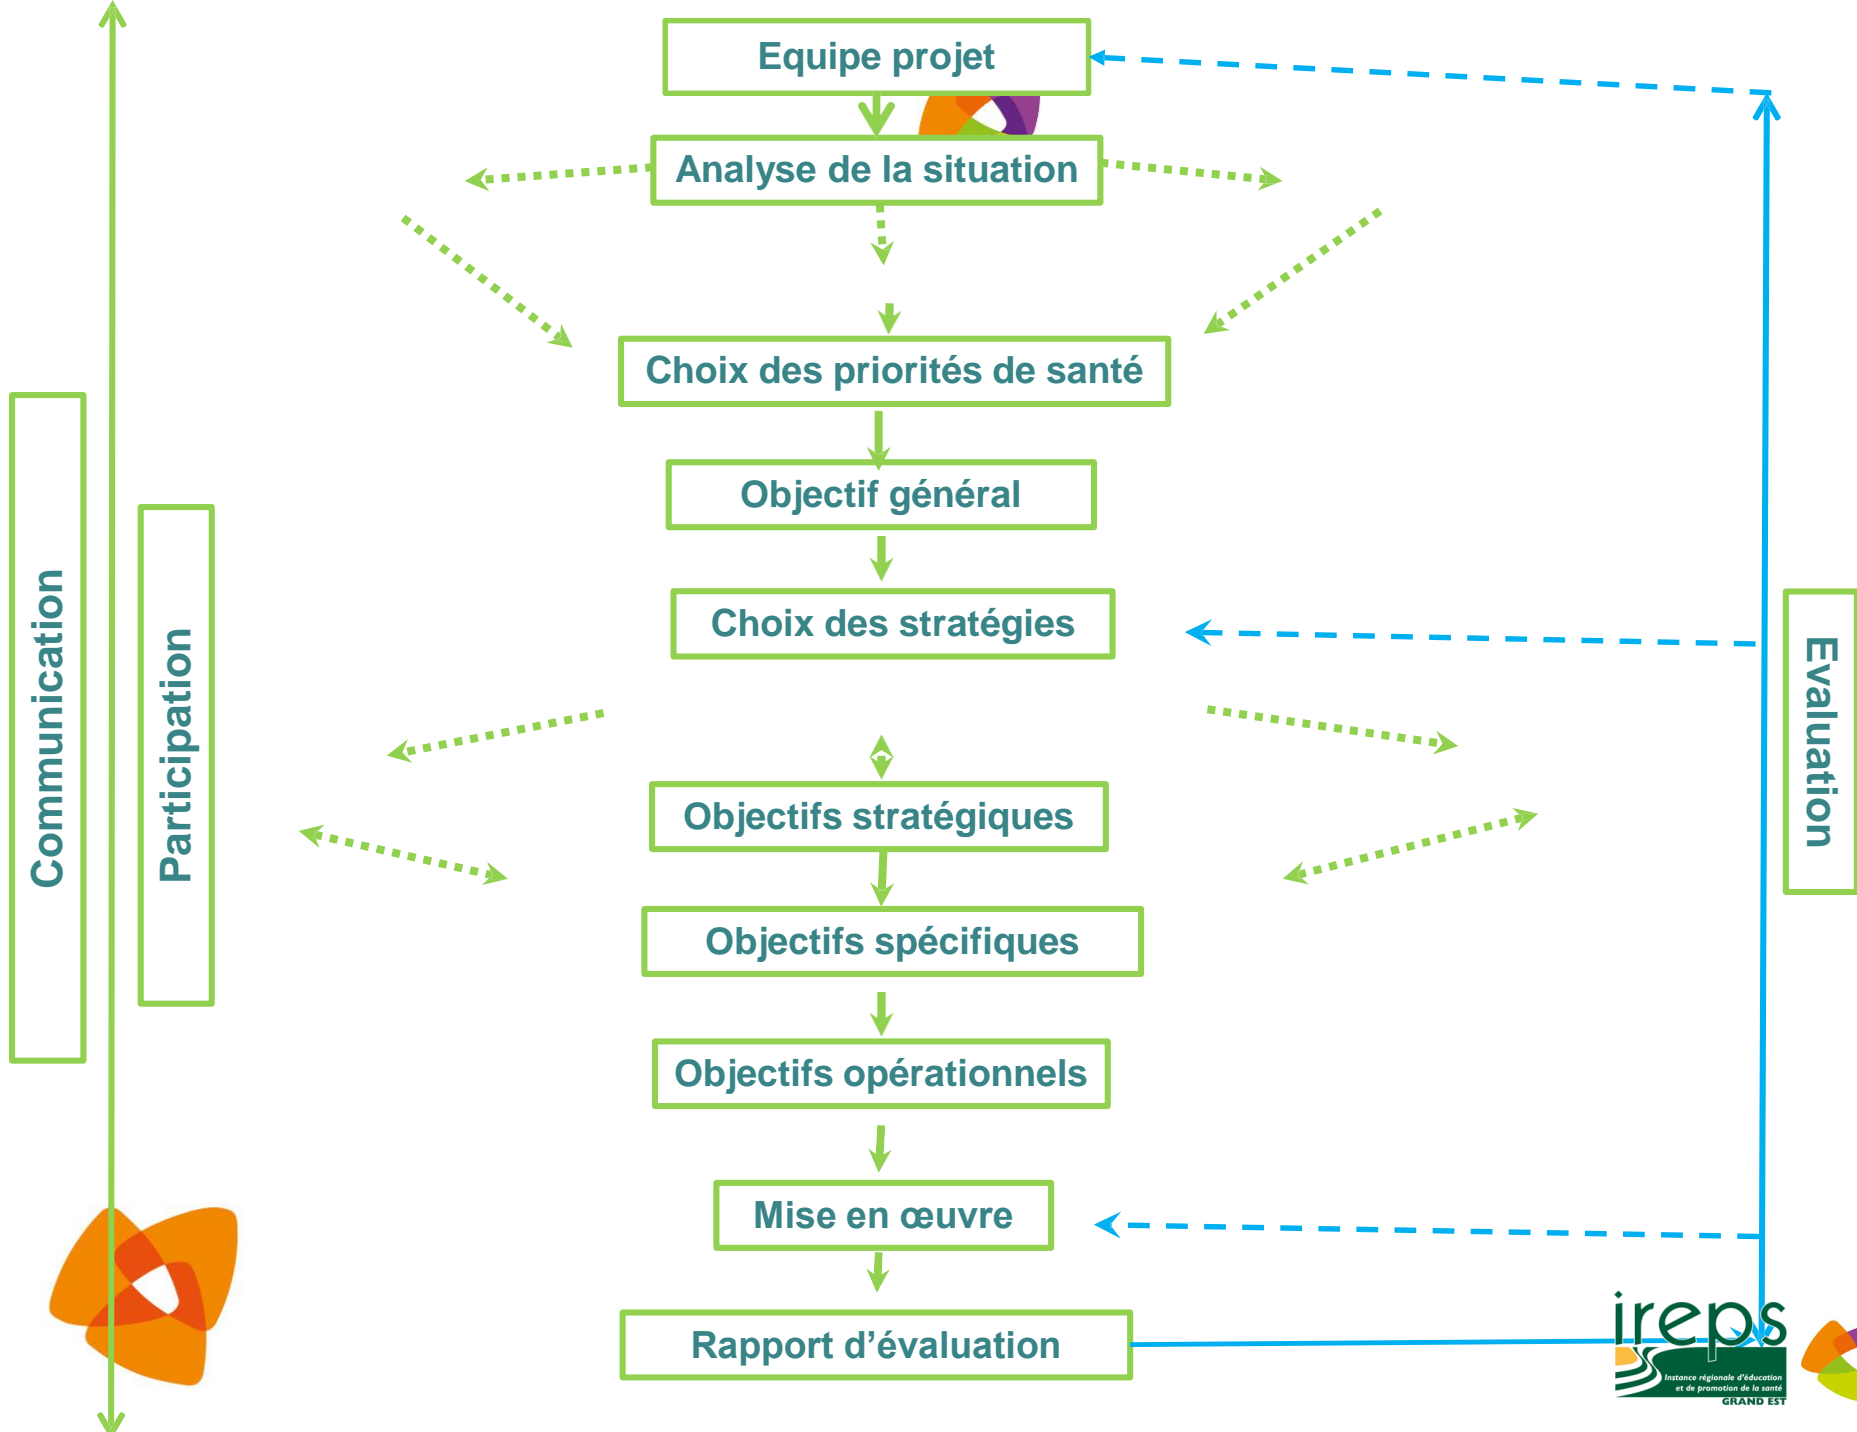 Equipe projet
Analyse de la situation
Choix des priorités de santé
Objectif général
Choix des stratégies
Objectifs stratégiques
Objectifs spécifiques
Objectifs opérationnels
Mise en œuvre
Rapport d’évaluation
Communication
Participation
Evaluation
ireps
Instance régionale d'éducation
et de promotion de la santé
GRAND EST